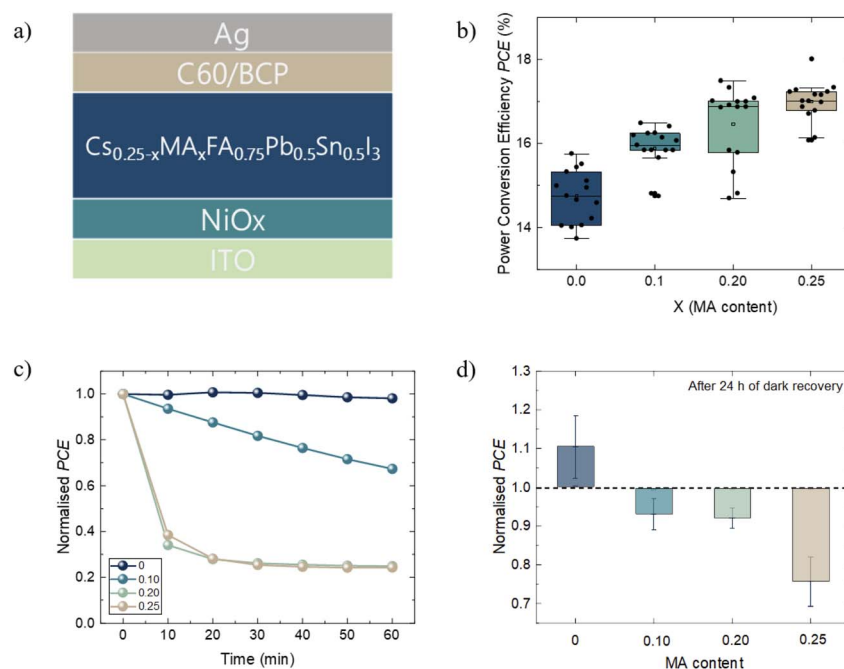 a)
Ag
C60/BCP
Cs0.25-xMAxFA0.75Pb0.5Sn0.5I3
NiOx
ITO
b)
Power Conversion Efficiency PCE (%)
18
16
14
0.0 0.1 0.20 0.25
X (MA content)
c)
Normalised PCE
1.0
0.8
0.6
0.4
0.2
0.0
0
0.10
0.20
0.25
0 10 20 30 40 50 60
Time (min)
d)
After 24 h of dark recovery
Normalised PCE
1.3
1.2
1.1
1.0
0.9
0.8
0.7
0 0.10 0.20 0.25
MA content